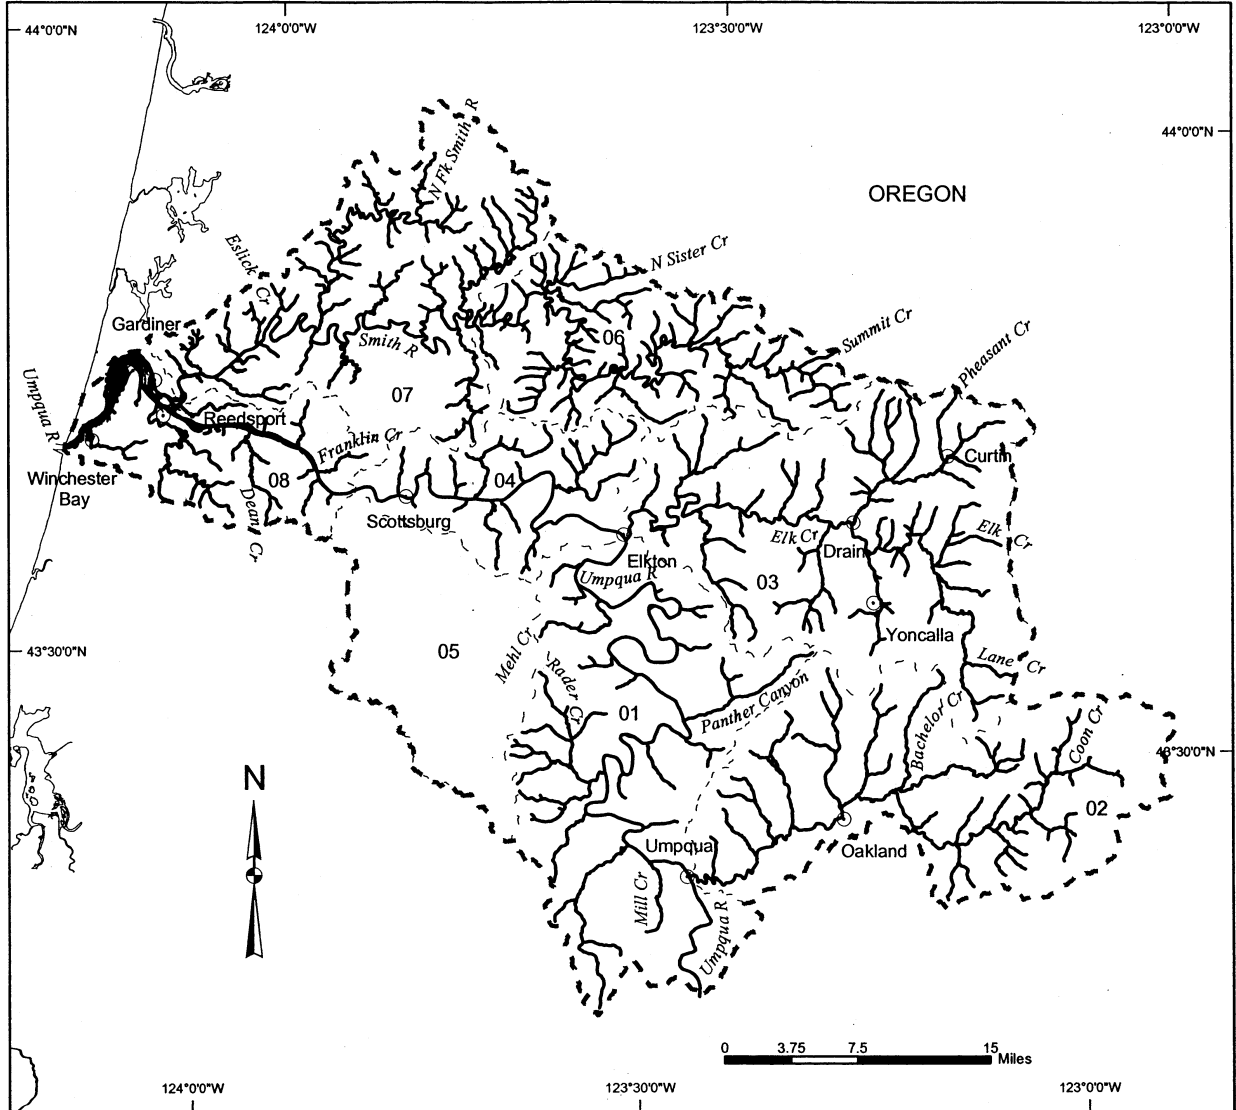 44°0'0"N
124°0'0"W
123°30'0"W
123°0'0"W
44°0'0"N
OREGON
N Fk Smith R
Eslick Cr
N Sister Cr
Gardiner
Smith R
06
Summit Cr
Pheasant Cr
Umpqua R
07
Reedsport
Franklin Cr
Winchester
Bay
08
Dean Cr
04
Scottsburg
Curtin
Elk Cr
Drain
Elk Cr
Elkton
Umpqua R
03
Yoncalla
43°30'0"N
05
Mehl Cr
Rader Cr
Lane Cr
01
Panther Canyon
Bachelor Cr
Coon Cr
43°30'0"N
02
N
Umpqua
Oakland
Mill Cr
Umpqua R
0 3.75 7.5 15
Miles
124°0'0"W
123°30'0"W
123°0'0"W